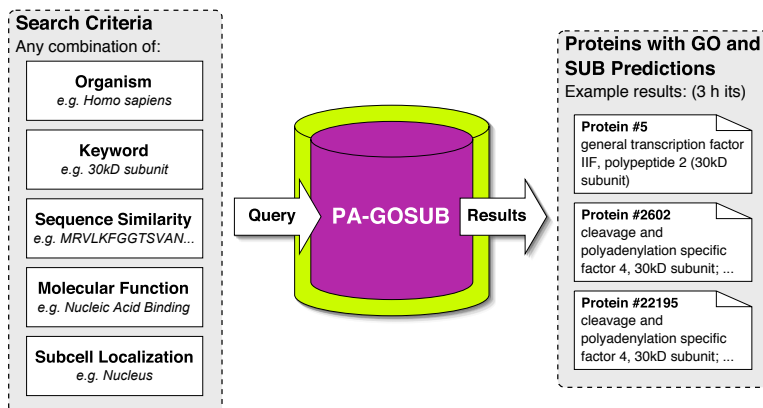 Search Criteria
Any combination of:
Organism
e.g. Homo sapiens
Keyword
e.g. 30kD subunit
Sequence Similarity
e.g. MRVLKFGGTSVAN...
Molecular Function
e.g. Nucleic Acid Binding
Subcell Localization
e.g. Nucleus
Query
PA-GOSUB
Results
Proteins with GO and
SUB Predictions
Example results: (3 h its)
Protein #5
general transcription factor
IIF, polypeptide 2 (30kD
subunit)
Protein #2602
cleavage and
polyadenylation specific
factor 4, 30kD subunit; ...
Protein #22195
cleavage and
polyadenylation specific
factor 4, 30kD subunit; ...